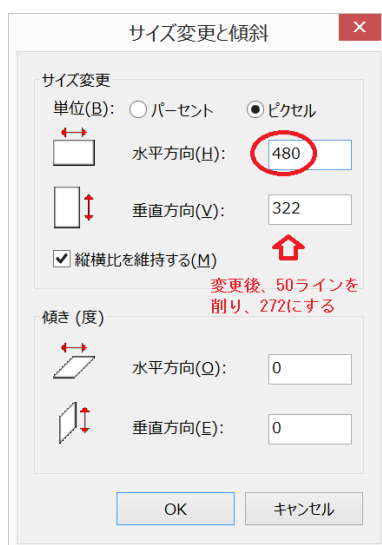 サイズ変更と傾斜
サイズ変更
単位(B): パーセント ピクセル
水平方向(H): 480
垂直方向(V): 322
縦横比を維持する(M)
変更後、50ラインを
削り、272にする
傾き (度)
水平方向(O): 0
垂直方向(E): 0
OK キャンセル